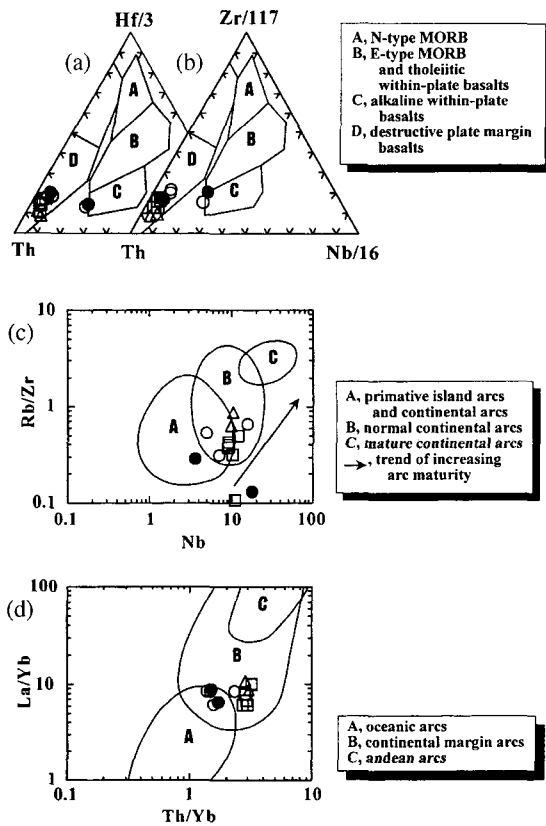 Hf/3 Zr/117
(a) (b)
A A
B B
D D
C C
Th Th Nb/16
A, N-type MORB
B, E-type MORB
and tholeiitic
within-plate basalts
C, alkaline within-plate
basalts
D, destructive plate margin
basalts
(c)
10
1
0.1
Rb/Zr
A
B
C
0.1 1 10 100
Nb
A, primative island arcs
and continental arcs
B, normal continental arcs
C, mature continental arcs
→, trend of increasing
arc maturity
(d)
100
10
1
La/Yb
C
B
A
0.1 1 10
Th/Yb
A, oceanic arcs
B, continental margin arcs
C, andean arcs